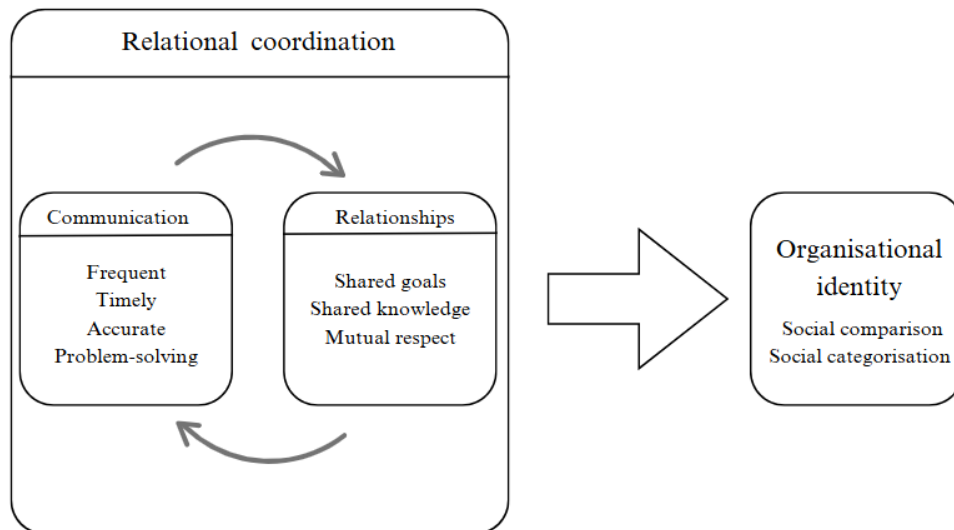 Relational coordination
Communication
Frequent
Timely
Accurate
Problem-solving
Relationships
Shared goals
Shared knowledge
Mutual respect
Organisational
identity
Social comparison
Social categorisation